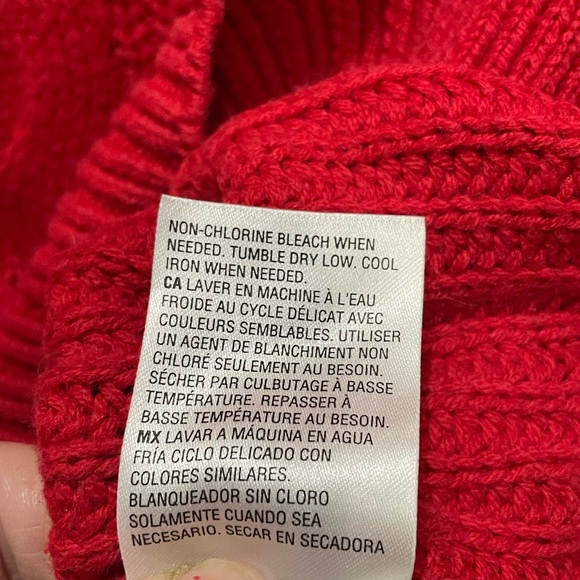 NON-CHLORINE BLEACH WHEN
NEEDED. TUMBLE DRY LOW. COOL
IRON WHEN NEEDED.
CA LAVER EN MACHINE À L'EAU
FROIDE AU CYCLE DÉLICAT AVEC
COULEURS SEMBLABLES. UTILISER
UN AGENT DE BLANCHIMENT NON
CHLORÉ SEULEMENT AU BESOIN.
SÉCHER PAR CULBUTAGE À BASSE
TEMPÉRATURE. REPASSER À
BASSE TEMPÉRATURE AU BESOIN.
MX LAVAR A MÁQUINA EN AGUA
FRÍA CICLO DELICADO CON
COLORES SIMILARES.
BLANQUEADOR SIN CLORO
SOLAMENTE CUANDO SEA
NECESARIO. SECAR EN SECADORA